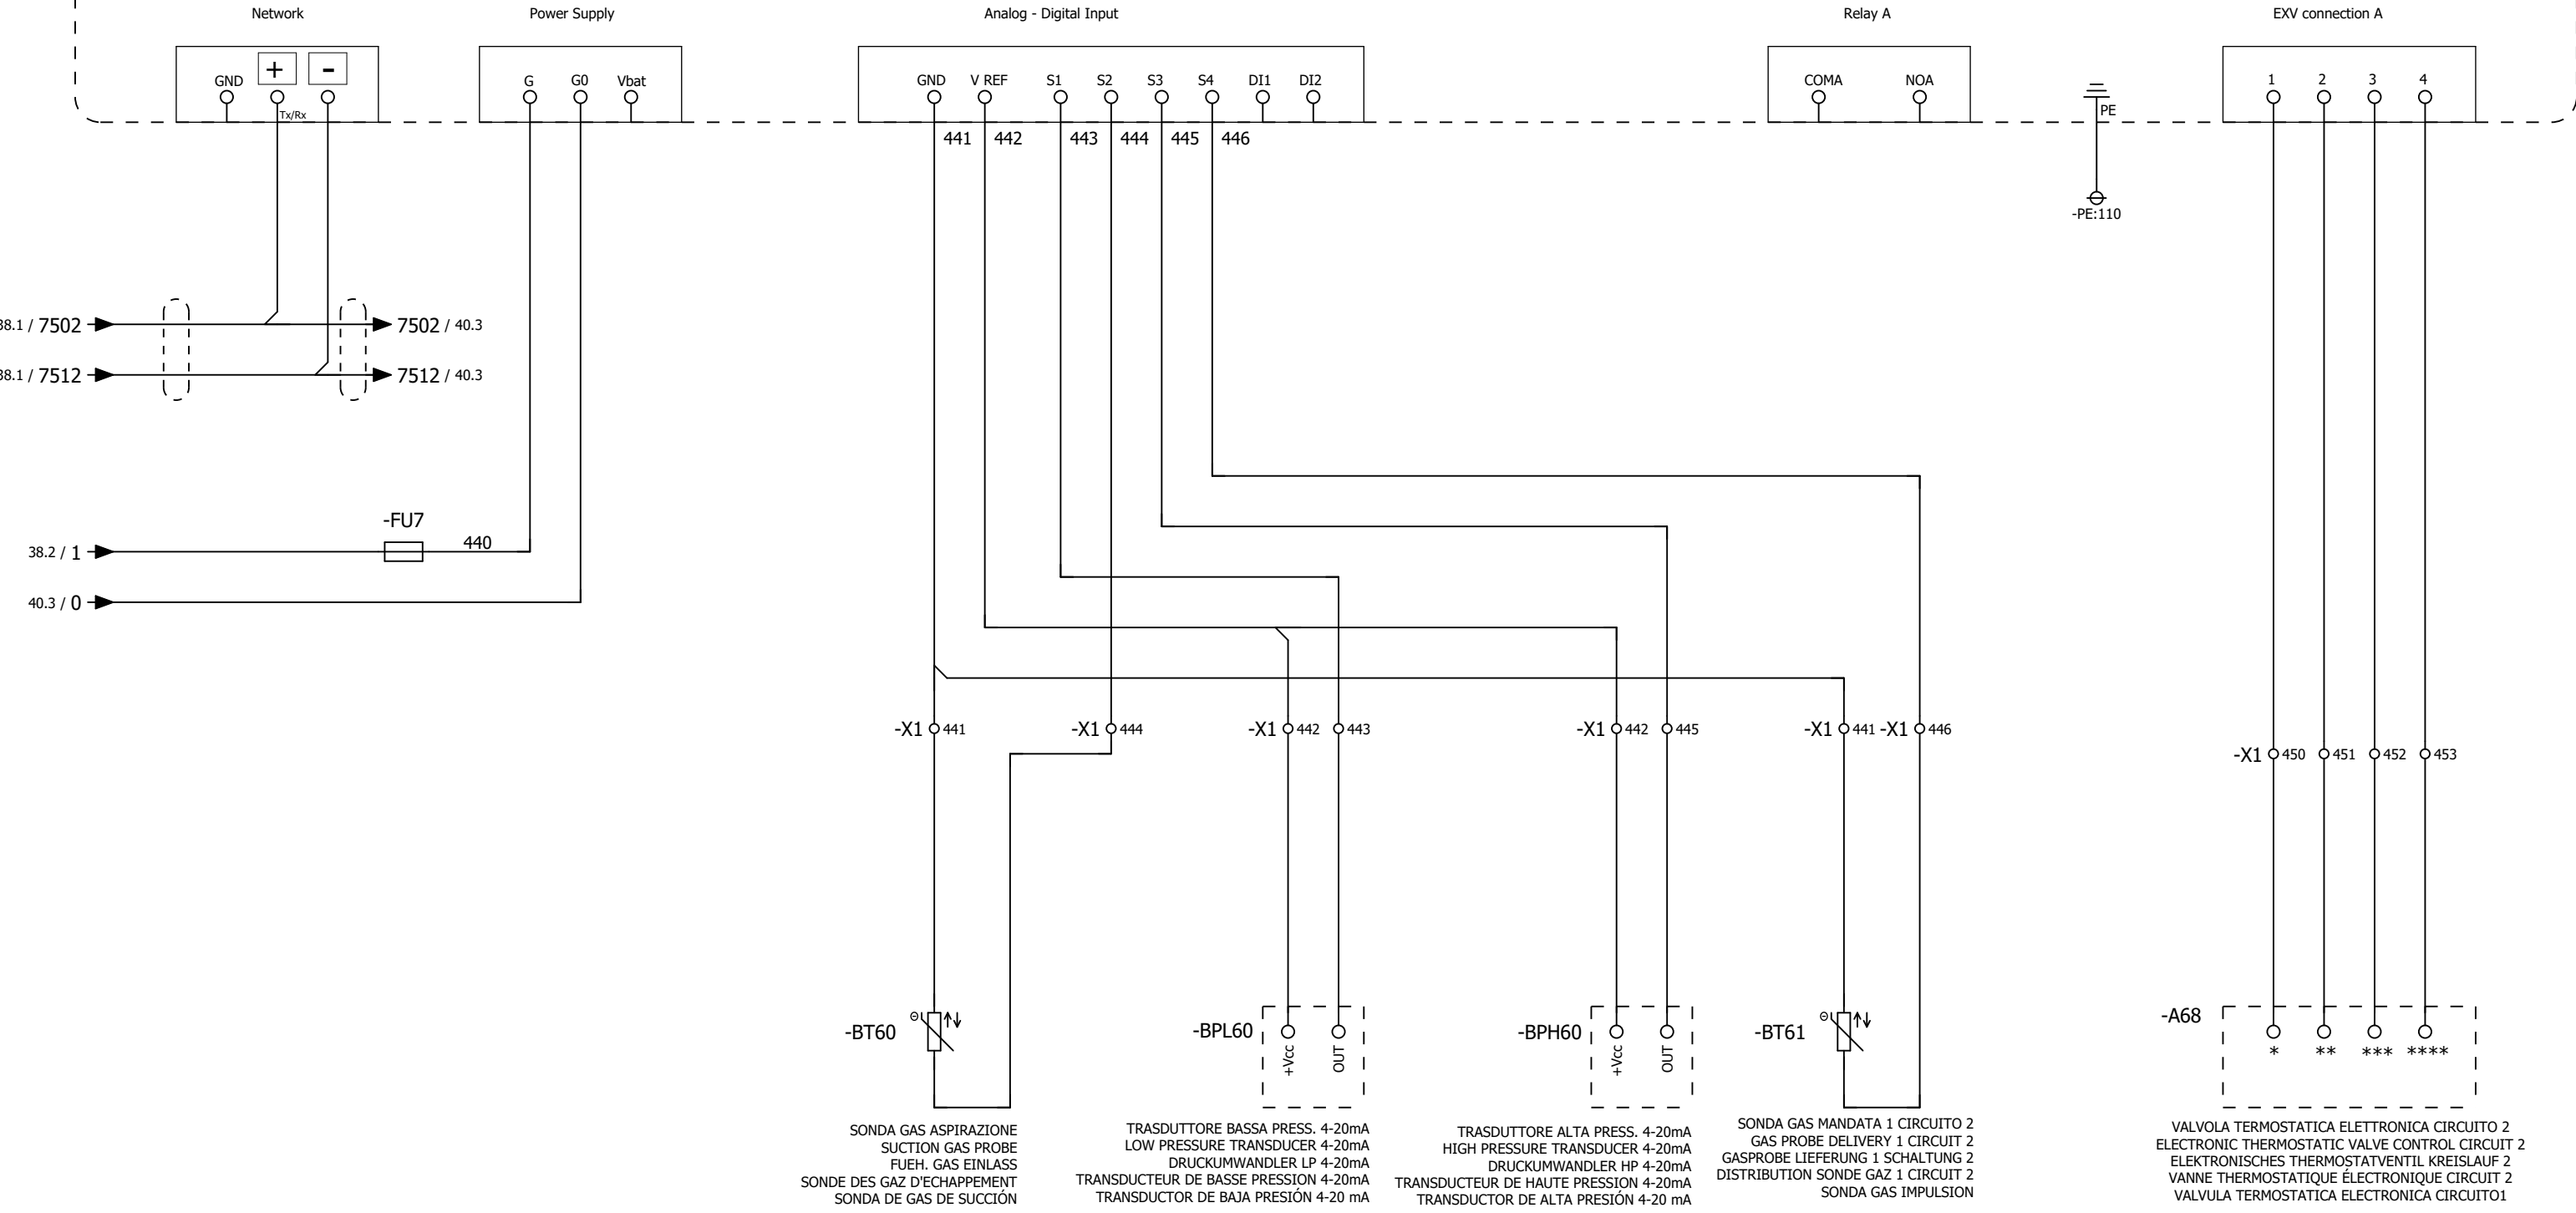 Network
Power Supply
Analog - Digital Input
Relay A
EXV connection A
GND + -
Tx/Rx
G G0 Vbat
GND V REF S1 S2 S3 S4 DI1 DI2
COMA NOA
PE
1 2 3 4
441 442 443 444 445 446
-PE:110
38.1 / 7502
7502 / 40.3
38.1 / 7512
7512 / 40.3
-FU7
38.2 / 1
440
40.3 / 0
-X1 441
-X1 444
-X1 442 443
-X1 442 445
-X1 441 -X1 446
-X1 450 451 452 453
-BT60
Θ
-BPL60
+Vcc
OUT
-BPH60
+Vcc
OUT
-BT61
Θ
-A68
* ** *** ****
SONDA GAS ASPIRAZIONE
SUCTION GAS PROBE
FUEH. GAS EINLASS
SONDE DES GAZ D'ECHAPPEMENT
SONDA DE GAS DE SUCCIÓN
TRASDUTTORE BASSA PRESS. 4-20mA
LOW PRESSURE TRANSDUCER 4-20mA
DRUCKUMWANDLER LP 4-20mA
TRANSDUCTEUR DE BASSE PRESSION 4-20mA
TRANSDUCTOR DE BAJA PRESIÓN 4-20 mA
TRASDUTTORE ALTA PRESS. 4-20mA
HIGH PRESSURE TRANSDUCER 4-20mA
DRUCKUMWANDLER HP 4-20mA
TRANSDUCTEUR DE HAUTE PRESSION 4-20mA
TRANSDUCTOR DE ALTA PRESIÓN 4-20 mA
SONDA GAS MANDATA 1 CIRCUITO 2
GAS PROBE DELIVERY 1 CIRCUIT 2
GASPROBE LIEFERUNG 1 SCHALTUNG 2
DISTRIBUTION SONDE GAZ 1 CIRCUIT 2
SONDA GAS IMPULSION
VALVOLA TERMOSTATICA ELETTRONICA CIRCUITO 2
ELECTRONIC THERMOSTATIC VALVE CONTROL CIRCUIT 2
ELEKTRONISCHES THERMOSTATVENTIL KREISLAUF 2
VANNE THERMOSTATIQUE ÉLECTRONIQUE CIRCUIT 2
VALVULA TERMOSTATICA ELECTRONICA CIRCUITO1